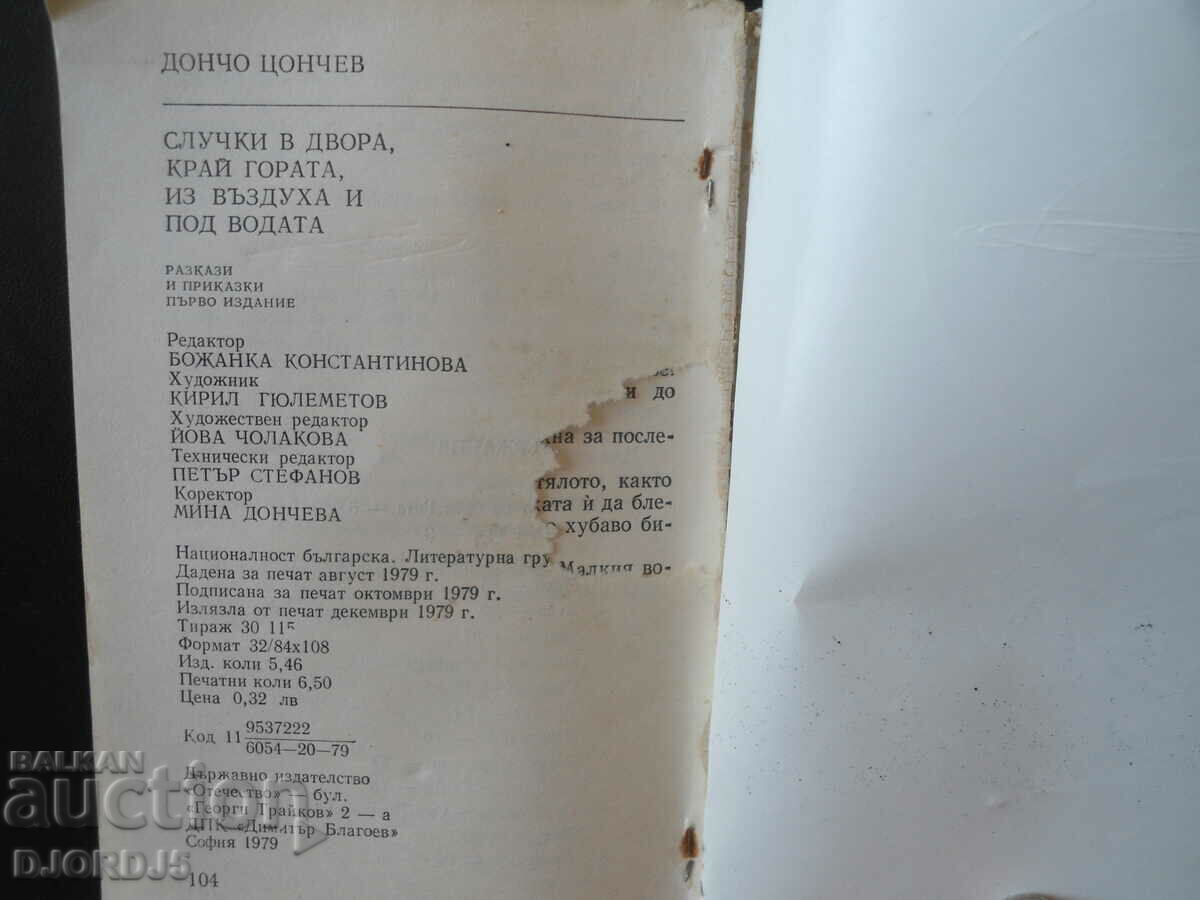 ДОНЧО ЦОНЧЕВ
СЛУЧКИ В ДВОРА,
КРАЙ ГОРАТА,
ИЗ ВЪЗДУХА И
ПОД ВОДАТА
РАЗКАЗИ
И ПРИКАЗКИ
ПЪРВО ИЗДАНИЕ
Редактор
БОЖАНКА КОНСТАНТИНОВА
Художник
КИРИЛ ГЮЛЕМЕТОВ
и до
Художествен редактор
ЙОВА ЧОЛАКОВА
на за после-
Технически редактор
ПЕТЪР СТЕФАНОВ
тялото, както
Коректор
ката ѝ да бле-
МИНА ДОНЧЕВА
хубаво би-
Националност българска. Литературна гру
Малкия во-
Дадена за печат август 1979 г.
Подписана за печат октомври 1979 г.
Излязла от печат декември 1979 г.
Тираж 30 115
Формат 32/84х108
Изд. коли 5,46
Печатни коли 6,50
Цена 0,32 лв
Код 11 9537222
6054—20—79
Държавно издателство
«Отечество» — бул.
«Георги Трайков» 2 — а
ДПК «Димитър Благоев»
София 1979
104
BALKAN
auction
DJORDJ5